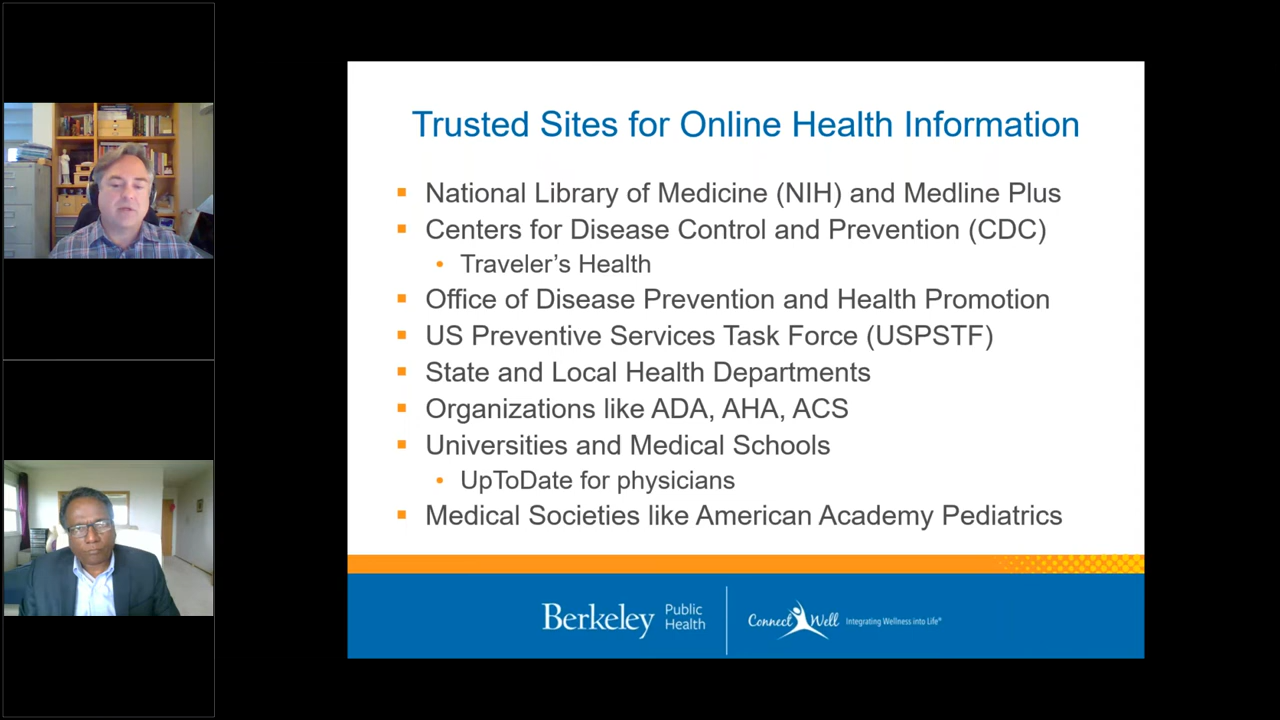 Trusted Sites for Online Health Information
National Library of Medicine (NIH) and Medline Plus
Centers for Disease Control and Prevention (CDC)
Traveler's Health
Office of Disease Prevention and Health Promotion
US Preventive Services Task Force (USPSTF)
State and Local Health Departments
Organizations like ADA, AHA, ACS
Universities and Medical Schools
UpToDate for physicians
Medical Societies like American Academy Pediatrics
Berkeley Public Health
Connect Well Integrating Wellness into Life®